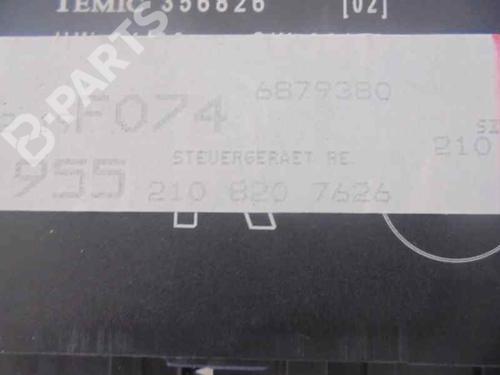 TEMIC 356826 [02]
F074 6879380
955 STEUERGERAET RE. 210
210 820 7626
B-PARTS